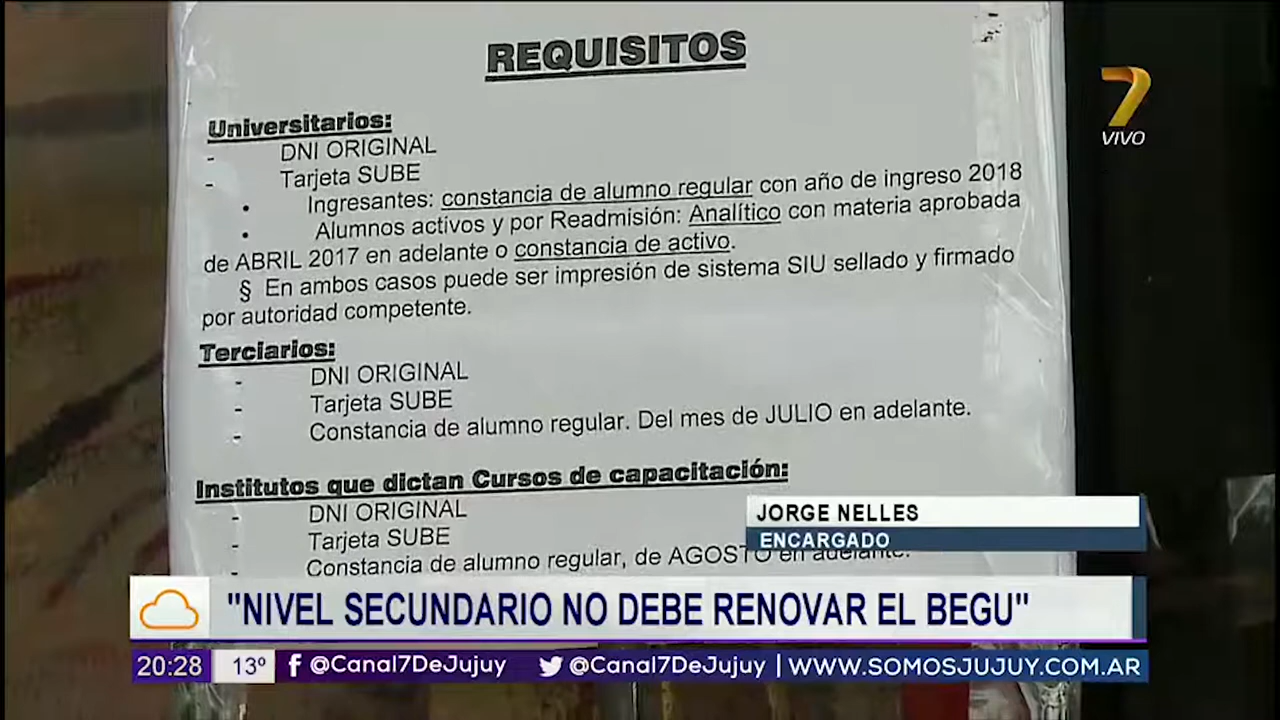 REQUISITOS
7
VIVO
Universitarios:
- DNI ORIGINAL
- Tarjeta SUBE
• Ingresantes: constancia de alumno regular con año de ingreso 2018
• Alumnos activos y por Readmisión: Analítico con materia aprobada
de ABRIL 2017 en adelante o constancia de activo.
§ En ambos casos puede ser impresión de sistema SIU sellado y firmado
por autoridad competente.
Terciarios:
- DNI ORIGINAL
- Tarjeta SUBE
- Constancia de alumno regular. Del mes de JULIO en adelante.
Institutos que dictan Cursos de capacitación:
- DNI ORIGINAL
- Tarjeta SUBE
- Constancia de alumno regular, de AGOSTO en adelante.
JORGE NELLES
ENCARGADO
"NIVEL SECUNDARIO NO DEBE RENOVAR EL BEGU"
20:28 13º f @Canal7DeJujuy @Canal7DeJujuy | WWW.SOMOSJUJUY.COM.AR